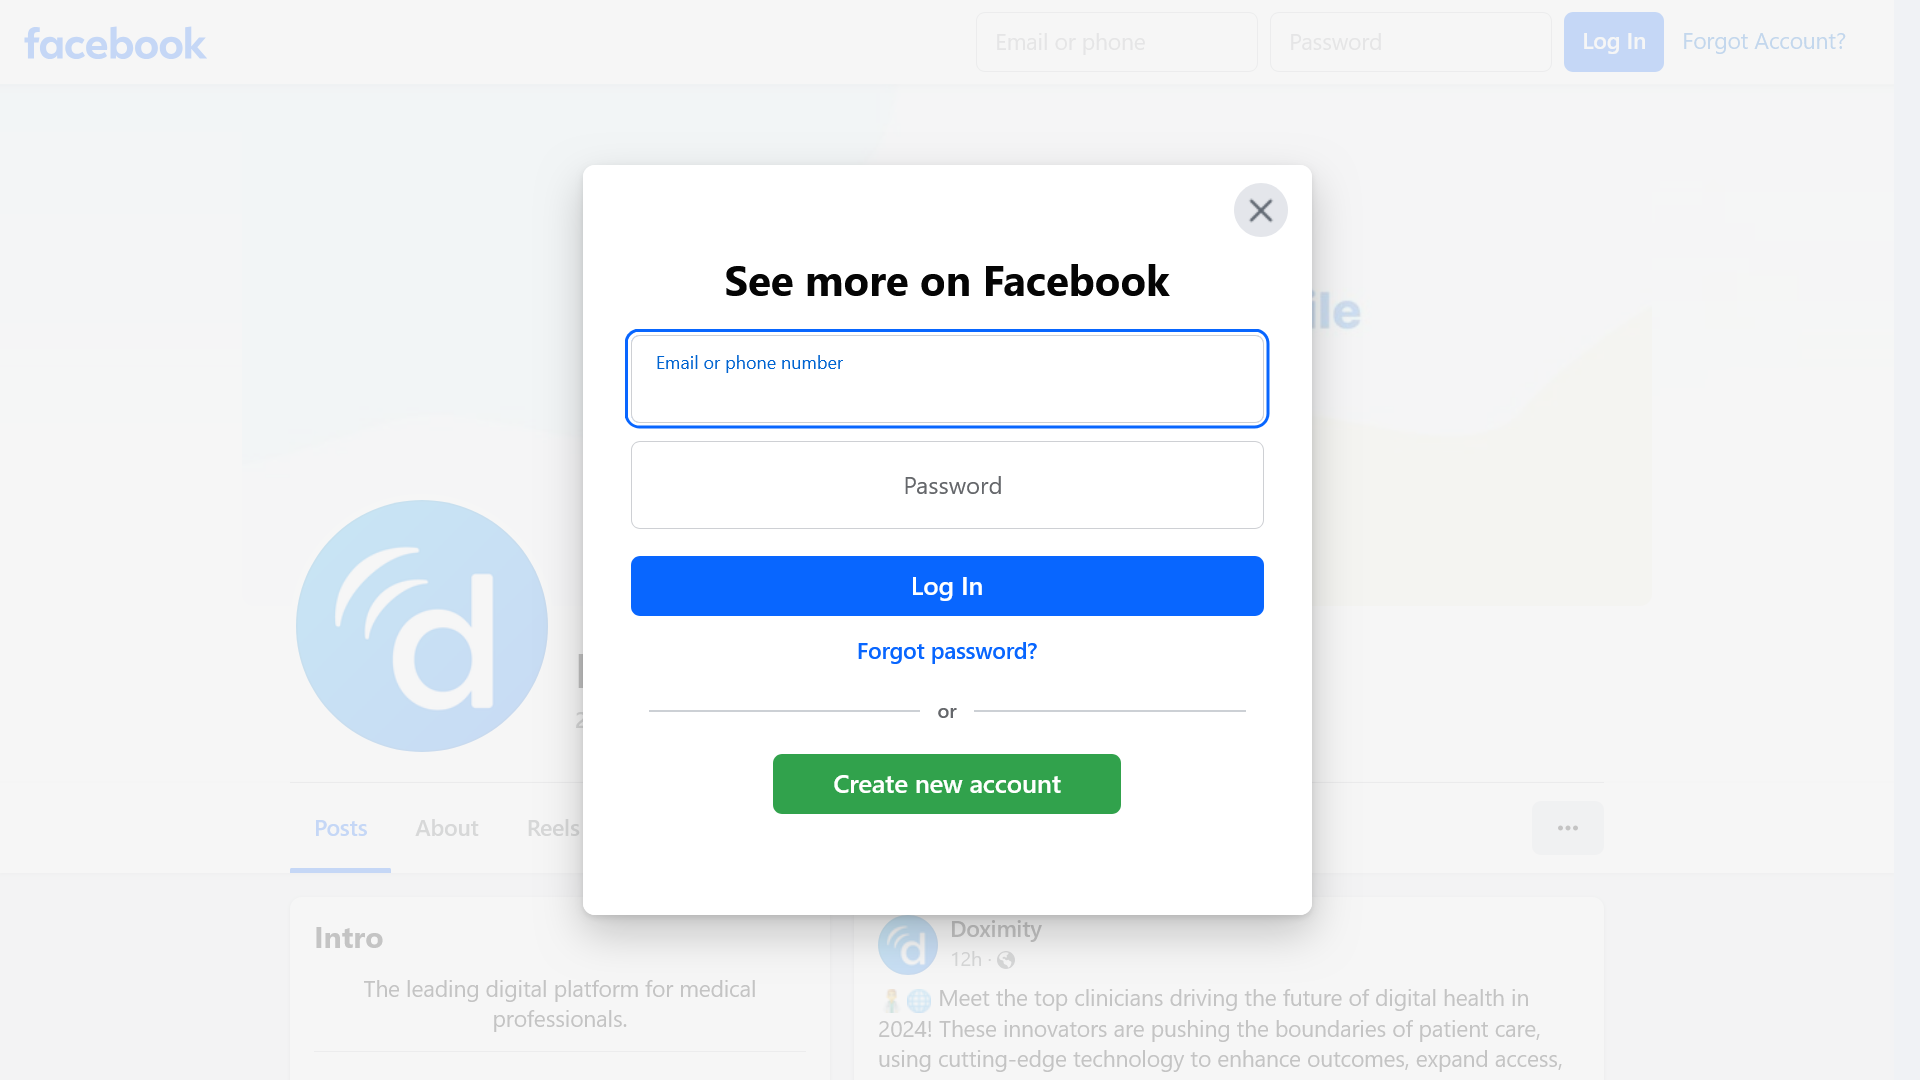 facebook
Email or phone
Password
Log In
Forgot Account?
See more on Facebook
Email or phone number
Password
Log In
Forgot password?
or
Create new account
Posts
About
Reels
Intro
The leading digital platform for medical
professionals.
Doximity
12h ·
Meet the top clinicians driving the future of digital health in
2024! These innovators are pushing the boundaries of patient care,
using cutting-edge technology to enhance outcomes, expand access,